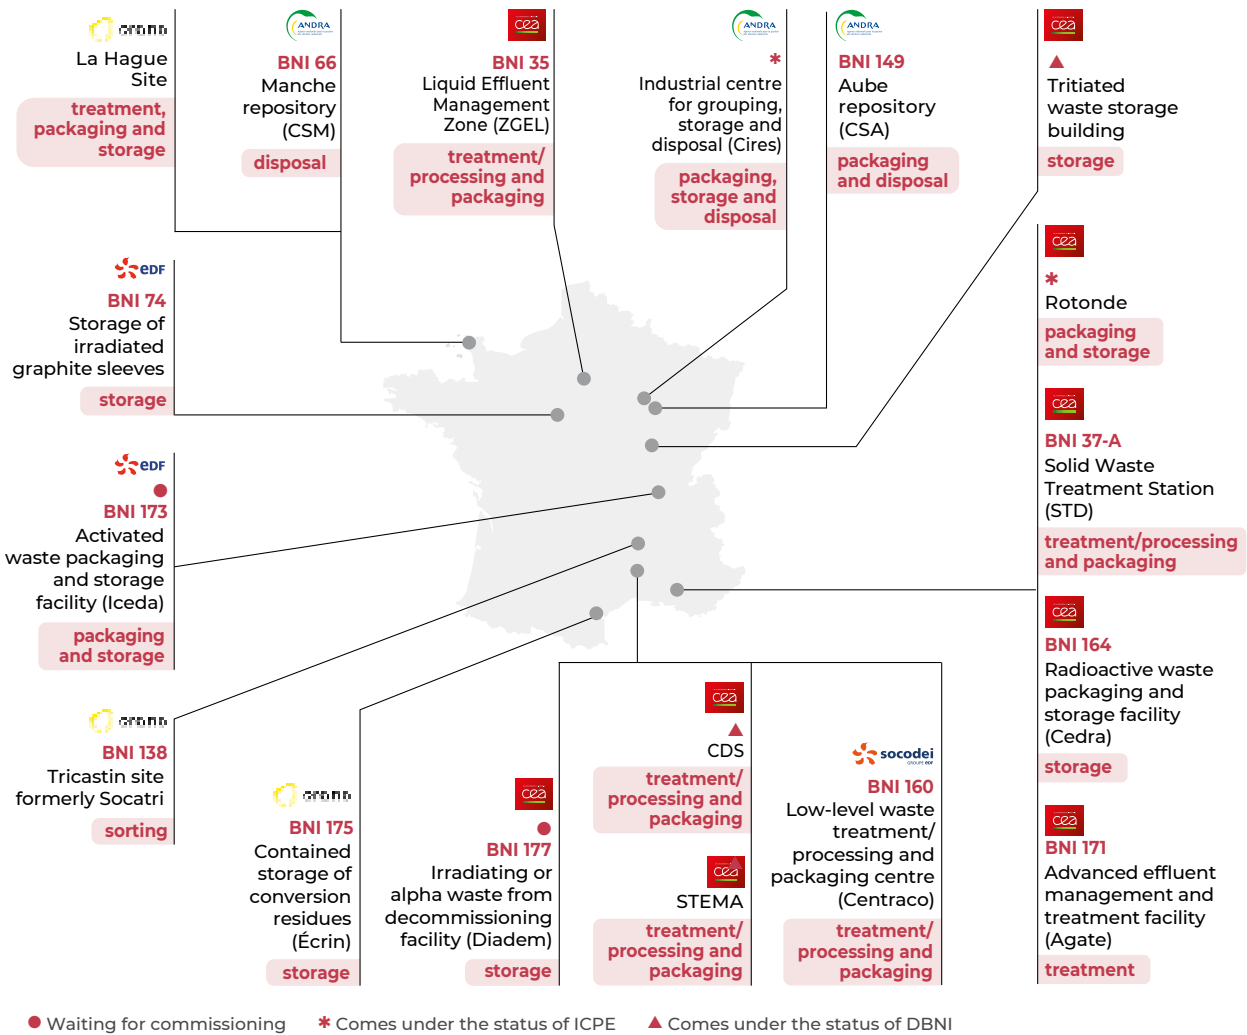 orano
La Hague
Site
treatment,
packaging and
storage
ANDRA
BNI 66
Manche
repository
(CSM)
disposal
cea
BNI 35
Liquid Effluent
Management
Zone (ZGEL)
treatment/
processing and
packaging
ANDRA
*
Industrial centre
for grouping,
storage and
disposal (Cires)
packaging,
storage and
disposal
ANDRA
BNI 149
Aube
repository
(CSA)
packaging
and disposal
cea
Tritiated
waste storage
building
storage
eDF
BNI 74
Storage of
irradiated
graphite sleeves
storage
cea
*
Rotonde
packaging
and storage
cea
BNI 37-A
Solid Waste
Treatment Station
(STD)
treatment/processing
and packaging
eDF
BNI 173
Activated
waste packaging
and storage
facility (Iceda)
packaging
and storage
cea
BNI 164
Radioactive waste
packaging and
storage facility
(Cedra)
storage
orano
BNI 138
Tricastin site
formerly Socatri
sorting
orano
BNI 175
Contained
storage of
conversion
residues
(Écrin)
storage
cea
BNI 177
Irradiating or
alpha waste from
decommissioning
facility (Diadem)
storage
cea
CDS
treatment/
processing and
packaging
cea
STEMA
treatment/
processing and
packaging
socodei
GROUPE EDF
BNI 160
Low-level waste
treatment/
processing and
packaging centre
(Centraco)
treatment/
processing and
packaging
cea
BNI 171
Advanced effluent
management and
treatment facility
(Agate)
treatment
Waiting for commissioning
* Comes under the status of ICPE
Comes under the status of DBNI